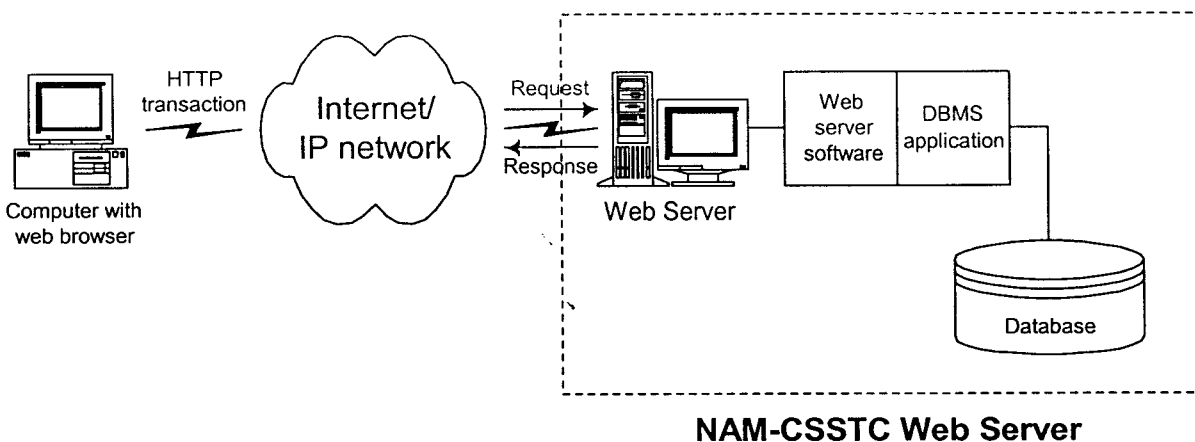 HTTP
transaction
Computer with
web browser
Internet/
IP network
Request
Response
Web Server
Web
server
software
DBMS
application
Database
NAM-CSSTC Web Server